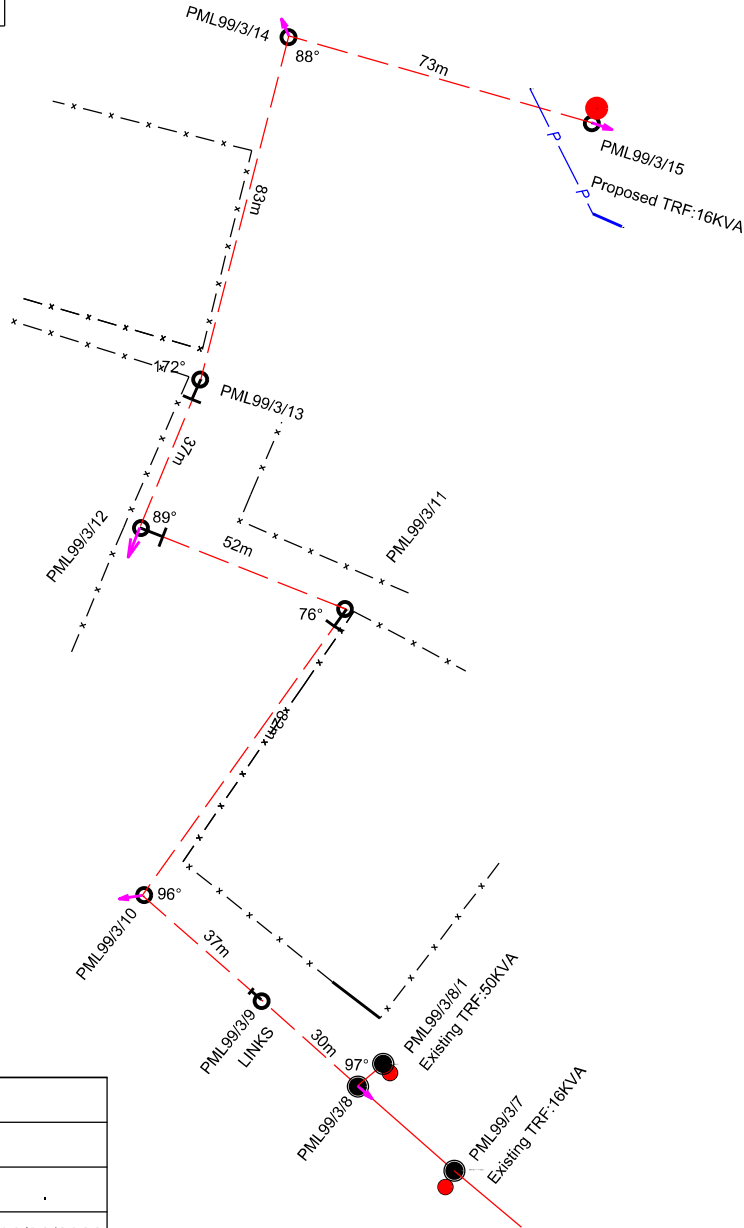 PML99/3/14
88°
73m
PML99/3/15
P
P
Proposed TRF:16KVA
83m
172°
PML99/3/13
37m
PML99/3/12
89°
52m
PML99/3/11
76°
82m
96°
PML99/3/10
37m
PML99/3/9
LINKS
30m
97°
PML99/3/8
PML99/3/8/1
Existing TRF:50KVA
PML99/3/7
Existing TRF:16KVA